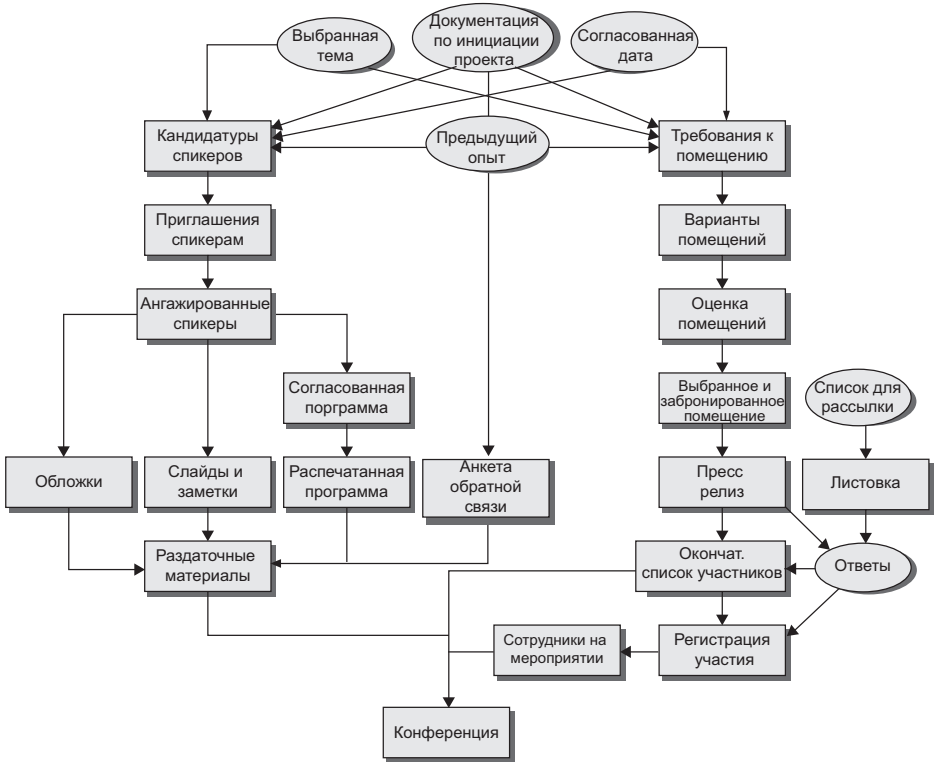 Выбранная
тема
Документация
по инициации
проекта
Согласованная
дата
Кандидатуры
спикеров
Предыдущий
опыт
Требования к
помещению
Приглашения
спикерам
Варианты
помещений
Ангажированные
спикеры
Оценка
помещений
Согласованная
порграмма
Выбранное и
забронированное
помещение
Список для
рассылки
Обложки
Слайды и
заметки
Распечатанная
программа
Анкета
обратной
связи
Пресс
релиз
Листовка
Раздаточные
материалы
Окончат.
список участников
Ответы
Сотрудники на
мероприятии
Регистрация
участия
Конференция